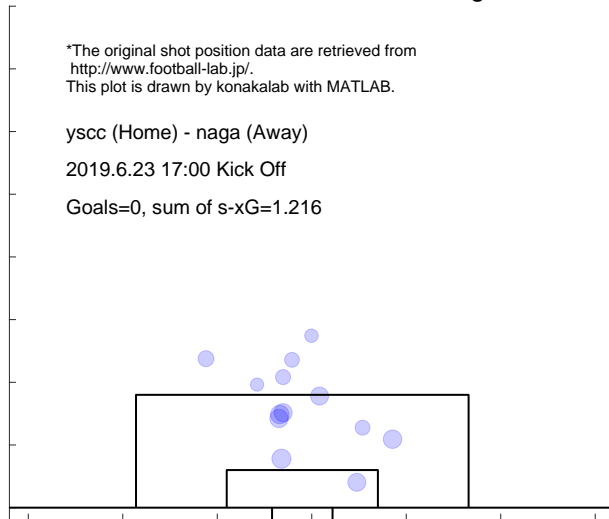 *The original shot position data are retrieved from
http://www.football-lab.jp/.
This plot is drawn by konakalab with MATLAB.
yscc (Home) - naga (Away)
2019.6.23 17:00 Kick Off
Goals=0, sum of s-xG=1.216